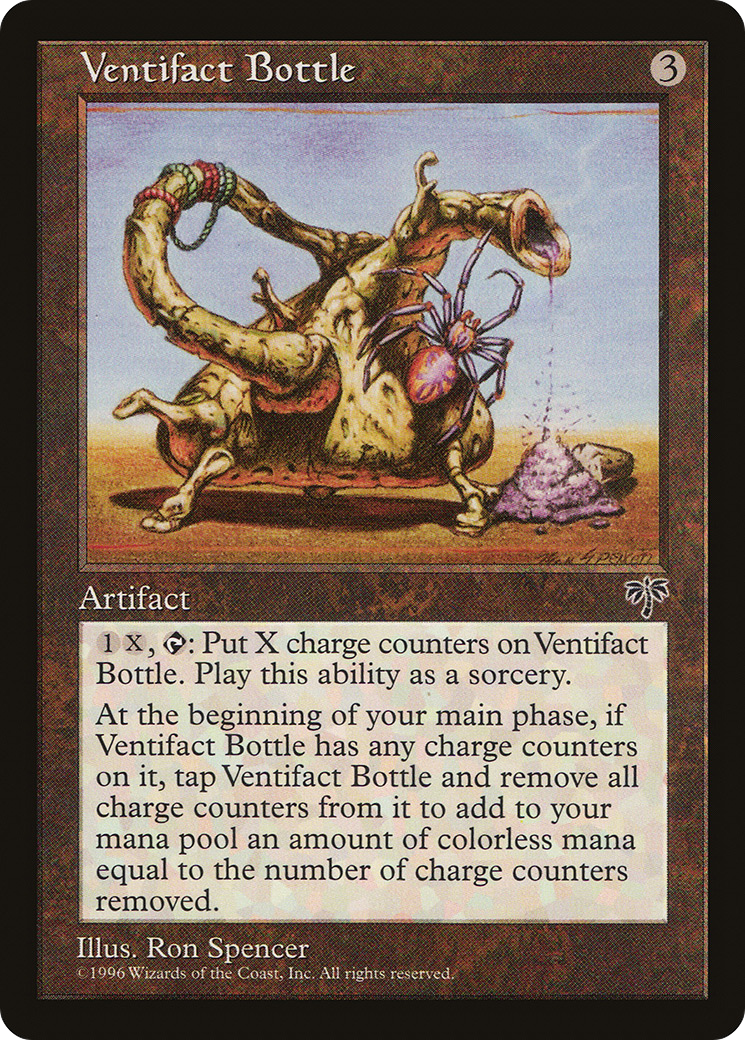 Ventifact Bottle 3
Ron Spencer
Artifact
1 X, : Put X charge counters on Ventifact
Bottle. Play this ability as a sorcery.
At the beginning of your main phase, if
Ventifact Bottle has any charge counters
on it, tap Ventifact Bottle and remove all
charge counters from it to add to your
mana pool an amount of colorless mana
equal to the number of charge counters
removed.
Illus. Ron Spencer
©1996 Wizards of the Coast, Inc. All rights reserved.